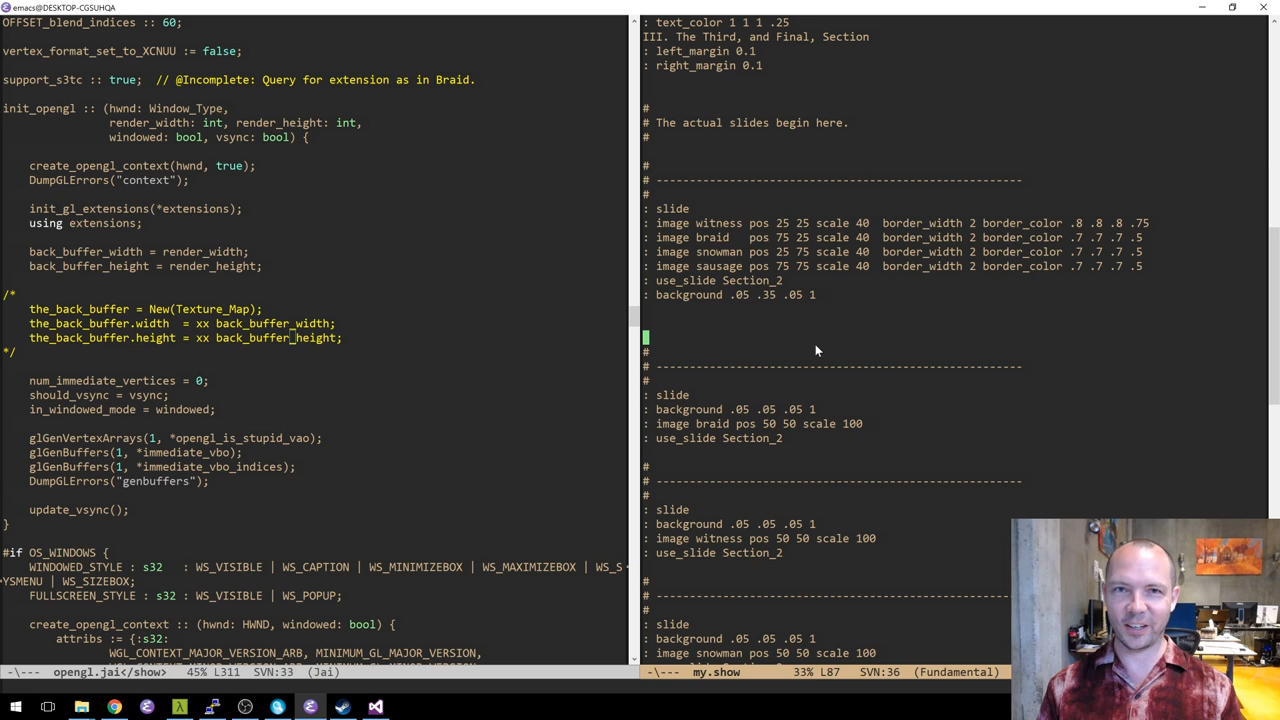 emacs@DESKTOP-CGSUHQA
OFFSET_blend_indices :: 60;
vertex_format_set_to_XCNUU := false;
support_s3tc :: true;  // @Incomplete: Query for extension as in Braid.
init_opengl :: (hwnd: Window_Type,
render_width: int, render_height: int,
windowed: bool, vsync: bool) {
create_opengl_context(hwnd, true);
DumpGLErrors("context");
init_gl_extensions(*extensions);
using extensions;
back_buffer_width = render_width;
back_buffer_height = render_height;
/*
the_back_buffer = New(Texture_Map);
the_back_buffer.width  = xx back_buffer_width;
the_back_buffer.height = xx back_buffer_height;
*/
num_immediate_vertices = 0;
should_vsync = vsync;
in_windowed_mode = windowed;
glGenVertexArrays(1, *opengl_is_stupid_vao);
glGenBuffers(1, *immediate_vbo);
glGenBuffers(1, *immediate_vbo_indices);
DumpGLErrors("genbuffers");
update_vsync();
}
#if OS_WINDOWS {
WINDOWED_STYLE : s32   : WS_VISIBLE | WS_CAPTION | WS_MINIMIZEBOX | WS_MAXIMIZEBOX | WS_S
YSMENU | WS_SIZEBOX;
FULLSCREEN_STYLE : s32 : WS_VISIBLE | WS_POPUP;
create_opengl_context :: (hwnd: HWND, windowed: bool) {
attribs := {:s32:
WGL_CONTEXT_MAJOR_VERSION_ARB, MINIMUM_GL_MAJOR_VERSION,
-\---  opengl.jai</show>   45% L311   SVN:33  (Jai)
: text_color 1 1 1 .25
III. The Third, and Final, Section
: left_margin 0.1
: right_margin 0.1
#
# The actual slides begin here.
#
#
# -------------------------------------------------------
#
: slide
: image witness pos 25 25 scale 40  border_width 2 border_color .8 .8 .8 .75
: image braid   pos 75 25 scale 40  border_width 2 border_color .7 .7 .7 .5
: image snowman pos 25 75 scale 40  border_width 2 border_color .7 .7 .7 .5
: image sausage pos 75 75 scale 40  border_width 2 border_color .7 .7 .7 .5
: use_slide Section_2
: background .05 .35 .05 1
#
# -------------------------------------------------------
#
: slide
: background .05 .05 .05 1
: image braid pos 50 50 scale 100
: use_slide Section_2
#
# -------------------------------------------------------
#
: slide
: background .05 .05 .05 1
: image witness pos 50 50 scale 100
: use_slide Section_2
#
# -------------------------------------------------------
#
: slide
: background .05 .05 .05 1
: image snowman pos 50 50 scale 100
-\---  my.show        33% L87    SVN:36  (Fundamental)